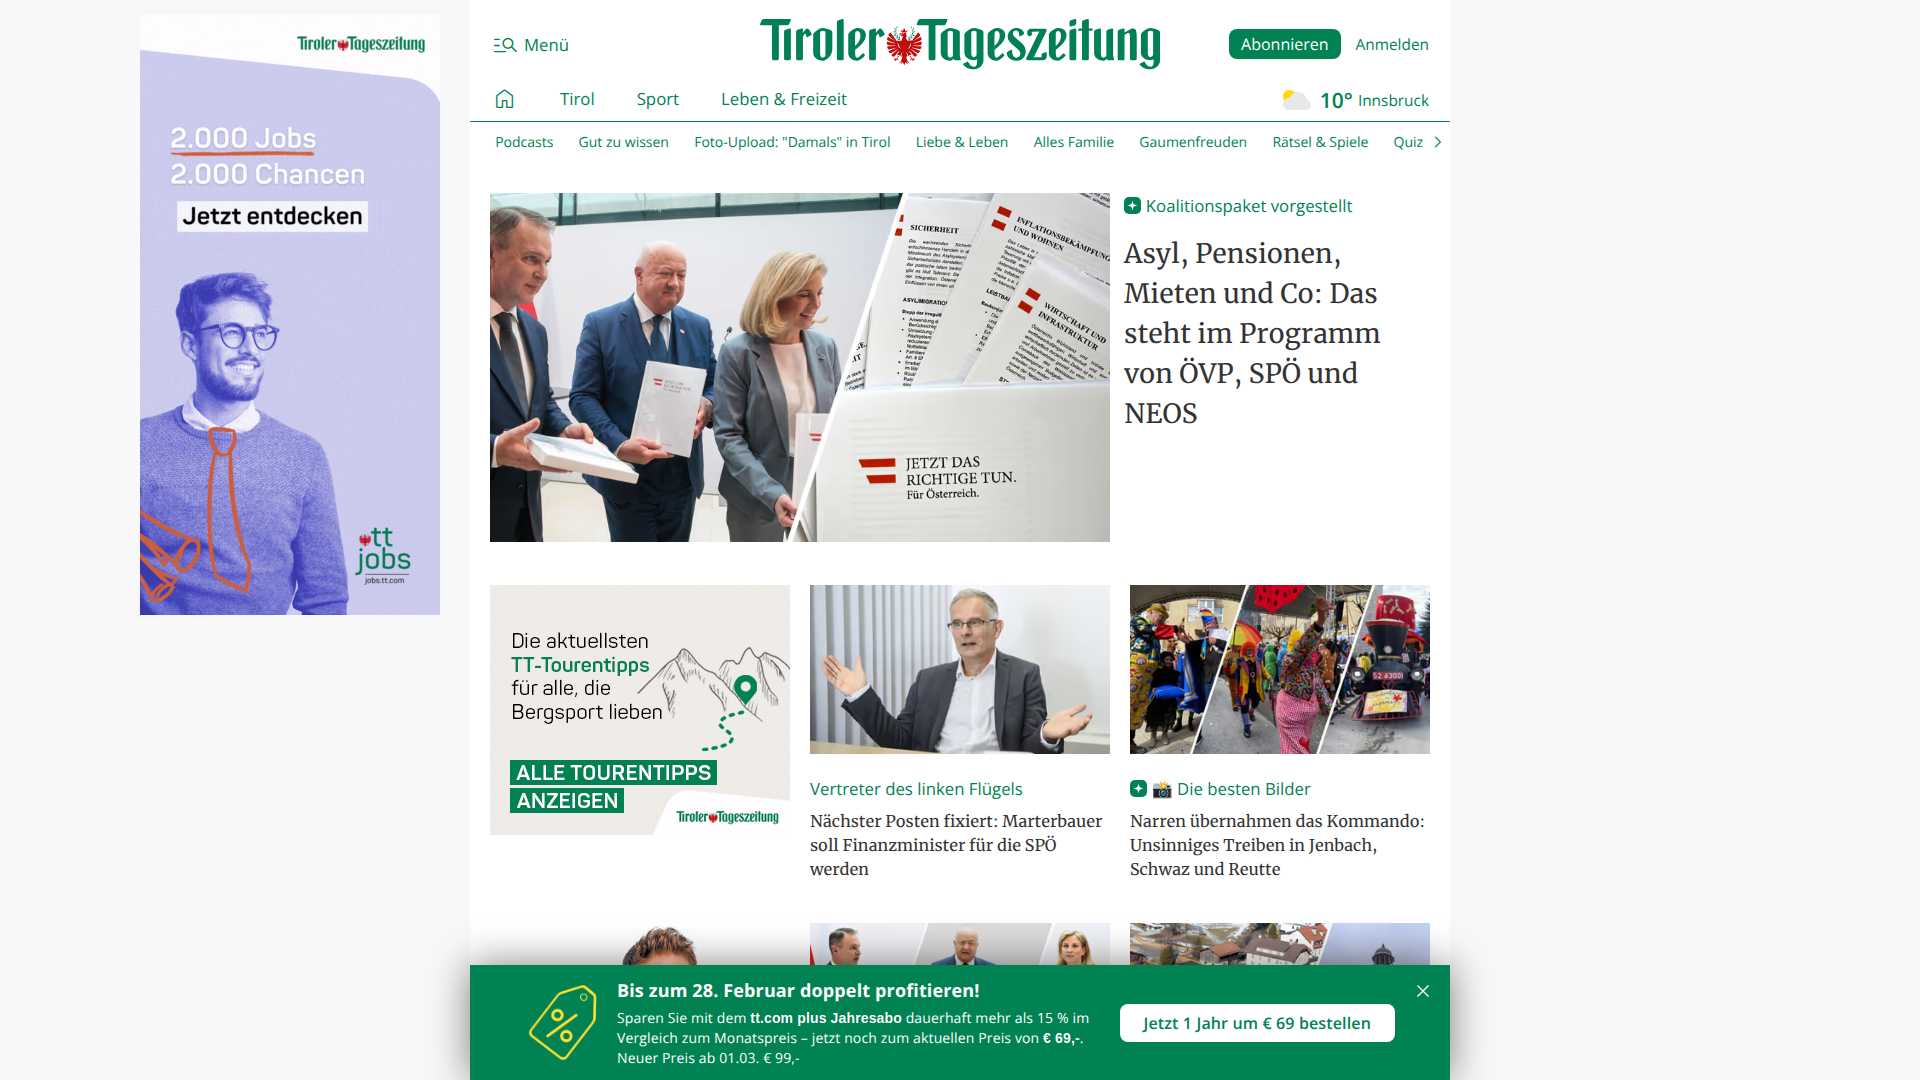 Tiroler Tageszeitung
2.000 Jobs
2.000 Chancen
Jetzt entdecken
tt
jobs
jobs.tt.com
Menü
Tiroler Tageszeitung
Abonnieren
Anmelden
Tirol
Sport
Leben & Freizeit
10° Innsbruck
Podcasts
Gut zu wissen
Foto-Upload: "Damals" in Tirol
Liebe & Leben
Alles Familie
Gaumenfreuden
Rätsel & Spiele
Quiz
SICHERHEIT
INFLATIONSBEKÄMPFUNG
UND WOHNEN
WIRTSCHAFT UND
INFRASTRUKTUR
JETZT DAS
RICHTIGE TUN.
Für Österreich.
Koalitionspaket vorgestellt
Asyl, Pensionen,
Mieten und Co: Das
steht im Programm
von ÖVP, SPÖ und
NEOS
Die aktuellsten
TT-Tourentipps
für alle, die
Bergsport lieben
ALLE TOURENTIPPS
ANZEIGEN
Tiroler Tageszeitung
Vertreter des linken Flügels
Nächster Posten fixiert: Marterbauer
soll Finanzminister für die SPÖ
werden
Die besten Bilder
Narren übernahmen das Kommando:
Unsinniges Treiben in Jenbach,
Schwaz und Reutte
Bis zum 28. Februar doppelt profitieren!
Sparen Sie mit dem tt.com plus Jahresabo dauerhaft mehr als 15 % im
Vergleich zum Monatspreis – jetzt noch zum aktuellen Preis von € 69,-.
Neuer Preis ab 01.03. € 99,-
Jetzt 1 Jahr um € 69 bestellen